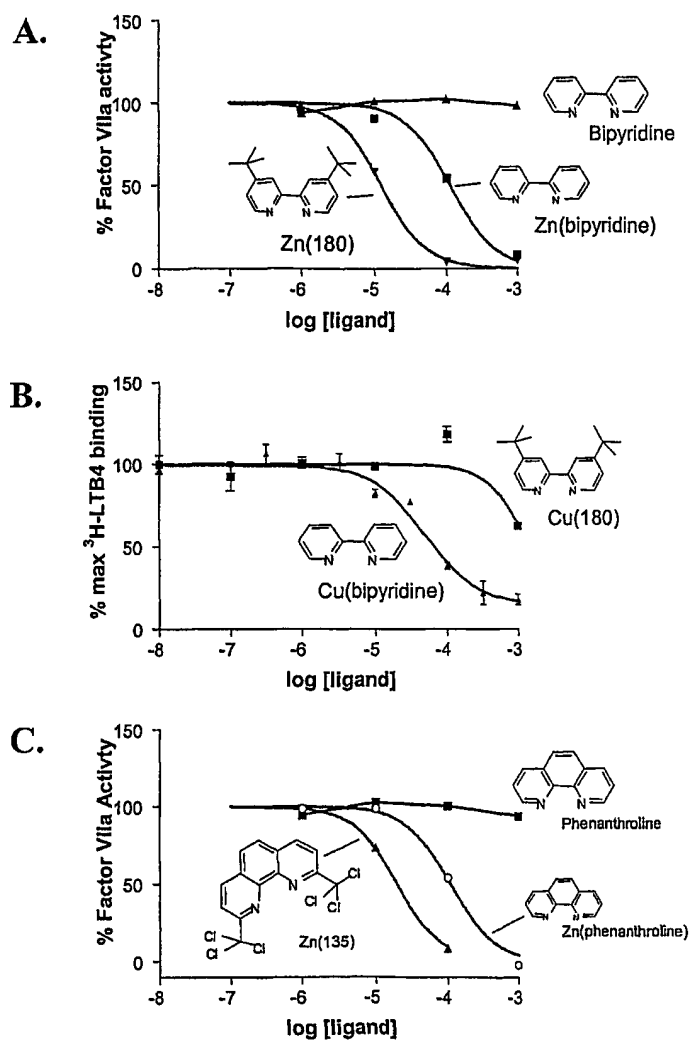 A.
% Factor VIIa activty
150
100
50
0
-8 -7 -6 -5 -4 -3
log [ligand]
N N
Bipyridine
N N
Zn(bipyridine)
N N
Zn(180)
B.
% max ³H-LTB4 binding
150
100
50
0
-8 -7 -6 -5 -4 -3
log [ligand]
N N
Cu(180)
N N
Cu(bipyridine)
C.
% Factor VIIa Activty
150
100
50
0
-8 -7 -6 -5 -4 -3
log [ligand]
N N
Phenanthroline
N N
Zn(phenanthroline)
N N
Cl
Cl Cl
Cl
Cl Cl
Zn(135)